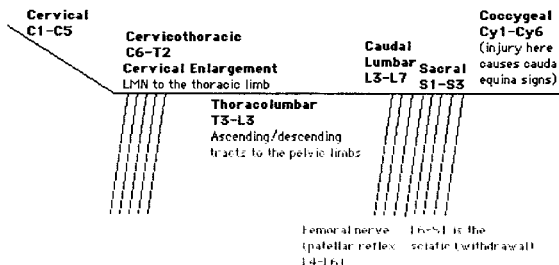 Cervical
C1-C5
Cervicothoracic
C6-T2
Cervical Enlargement
LMN to the thoracic limb
Thoracolumbar
T3-L3
Ascending/descending
tracts to the pelvic limbs
Caudal
Lumbar
L3-L7
Sacral
S1-S3
Coccygeal
Cy1-Cy6
(injury here
causes cauda
equina signs)
Femoral nerve
(patellar reflex
L4-L6)
L6-S1 is the
sciatic (withdrawal)